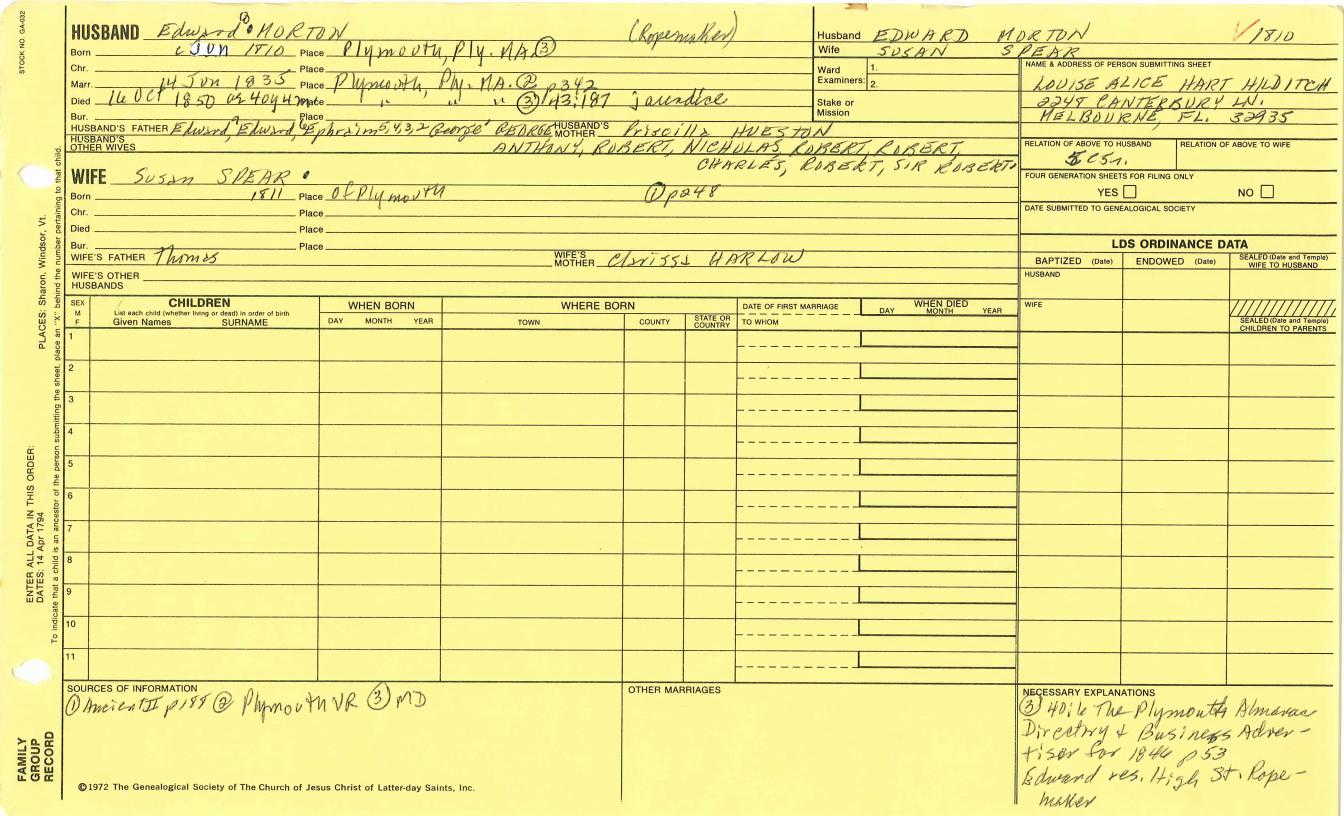 STOCK NO. GA-032
HUSBAND Edward MORTON (Ropemaker)
Born c Jun 1810 Place Plymouth, Ply. MA. ③
Chr. Place
Marr. 14 Jun 1835 Place Plymouth, Ply. MA. ② p342
Died 16 Oct 1850 Place " " " ③ 43:187 jaundice
Bur. Place
HUSBAND'S FATHER Edward, Edward, Ephraim 5,4,3,2 George GEORGE HUSBAND'S MOTHER Priscilla HUESTON
HUSBAND'S OTHER WIVES ANTHONY, ROBERT, NICHOLAS, ROBERT, ROBERT,
CHARLES, ROBERT, SIR ROBERT
WIFE Susan SPEAR
Born 1811 Place of Plymouth ① p248
Chr. Place
Died Place
Bur. Place
WIFE'S FATHER Thomas WIFE'S MOTHER Clarissa HARLOW
WIFE'S OTHER HUSBANDS
Husband EDWARD MORTON 1810
Wife SUSAN SPEAR
Ward Examiners: 1.
2.
Stake or Mission
NAME & ADDRESS OF PERSON SUBMITTING SHEET
LOUISE ALICE HART HILDITCH
2248 CANTERBURY LN.
MELBOURNE, FL. 32935
RELATION OF ABOVE TO HUSBAND RELATION OF ABOVE TO WIFE
5 csn.
FOUR GENERATION SHEETS FOR FILING ONLY
YES NO
DATE SUBMITTED TO GENEALOGICAL SOCIETY
LDS ORDINANCE DATA
BAPTIZED (Date) ENDOWED (Date) SEALED (Date and Temple) WIFE TO HUSBAND
HUSBAND
WIFE
SEALED (Date and Temple) CHILDREN TO PARENTS
SEX M F CHILDREN WHEN BORN WHERE BORN DATE OF FIRST MARRIAGE WHEN DIED
List each child (whether living or dead) in order of birth
Given Names SURNAME DAY MONTH YEAR TOWN COUNTY STATE OR COUNTRY TO WHOM DAY MONTH YEAR
1
2
3
4
5
6
7
8
9
10
11
SOURCES OF INFORMATION
① Ancient II p188 ② Plymouth VR ③ MD
OTHER MARRIAGES
NECESSARY EXPLANATIONS
③ 40:16 The Plymouth Almanac
Directory & Business Adver-
tiser for 1846 p53
Edward res. High St. Rope-
maker
©1972 The Genealogical Society of The Church of Jesus Christ of Latter-day Saints, Inc.
FAMILY GROUP RECORD
ENTER ALL DATA IN THIS ORDER:
DATES: 14 Apr 1794
PLACES: Sharon, Windsor, Vt.
To indicate that a child is an ancestor of the person submitting the sheet, place an "X" behind the number pertaining to that child.